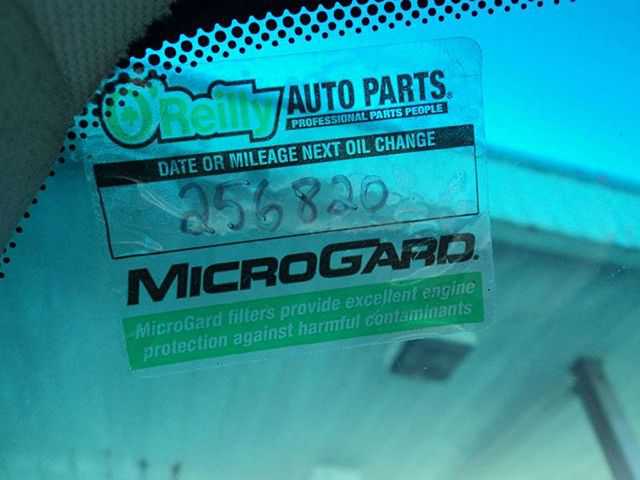 O'Reilly AUTO PARTS®
PROFESSIONAL PARTS PEOPLE
DATE OR MILEAGE NEXT OIL CHANGE
256820
MICROGARD.
MicroGard filters provide excellent engine
protection against harmful contaminants